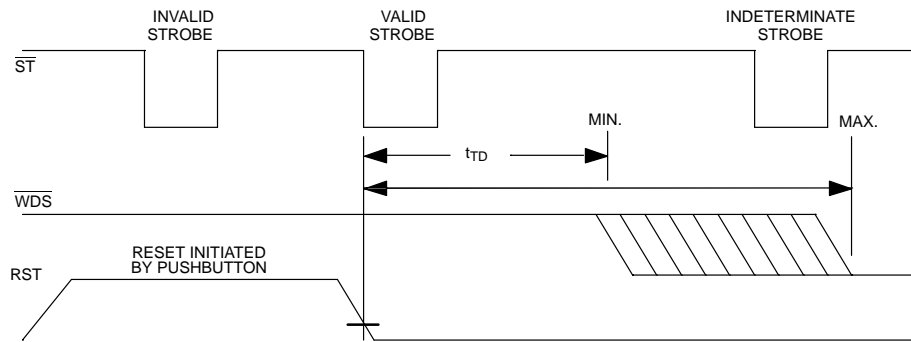 INVALID
STROBE
VALID
STROBE
INDETERMINATE
STROBE
ST
MIN.
MAX.
tTD
WDS
RESET INITIATED
BY PUSHBUTTON
RST